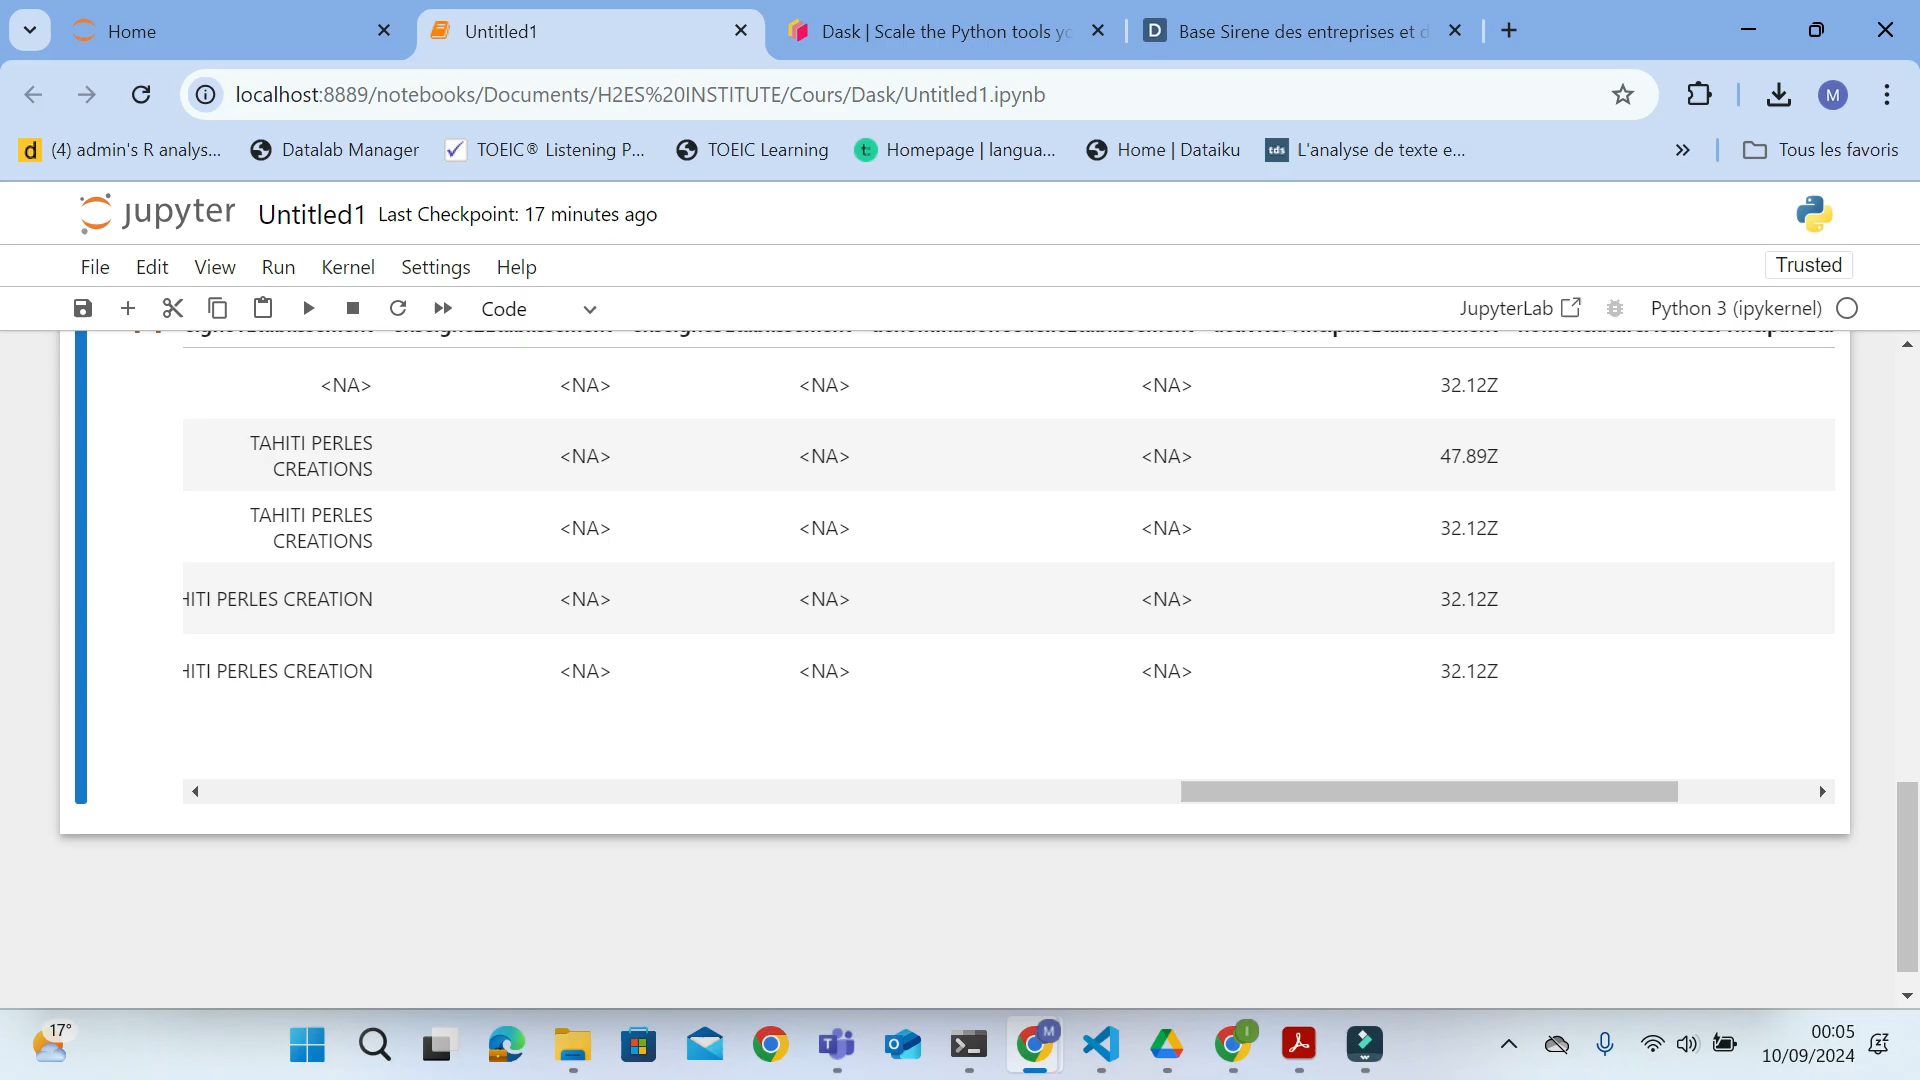 Home
Untitled1
Dask | Scale the Python tools yo
D Base Sirene des entreprises et d
localhost:8889/notebooks/Documents/H2ES%20INSTITUTE/Cours/Dask/Untitled1.ipynb
M
d (4) admin's R analys...
Datalab Manager
TOEIC® Listening P...
TOEIC Learning
t: Homepage | langua...
Home | Dataiku
tds L'analyse de texte e...
Tous les favoris
jupyter Untitled1 Last Checkpoint: 17 minutes ago
File Edit View Run Kernel Settings Help
Trusted
Code
JupyterLab
Python 3 (ipykernel)
<NA> <NA> <NA> <NA> 32.12Z
TAHITI PERLES
CREATIONS
<NA> <NA> <NA> 47.89Z
TAHITI PERLES
CREATIONS
<NA> <NA> <NA> 32.12Z
HITI PERLES CREATION <NA> <NA> <NA> 32.12Z
HITI PERLES CREATION <NA> <NA> <NA> 32.12Z
17°
M
I
00:05
10/09/2024